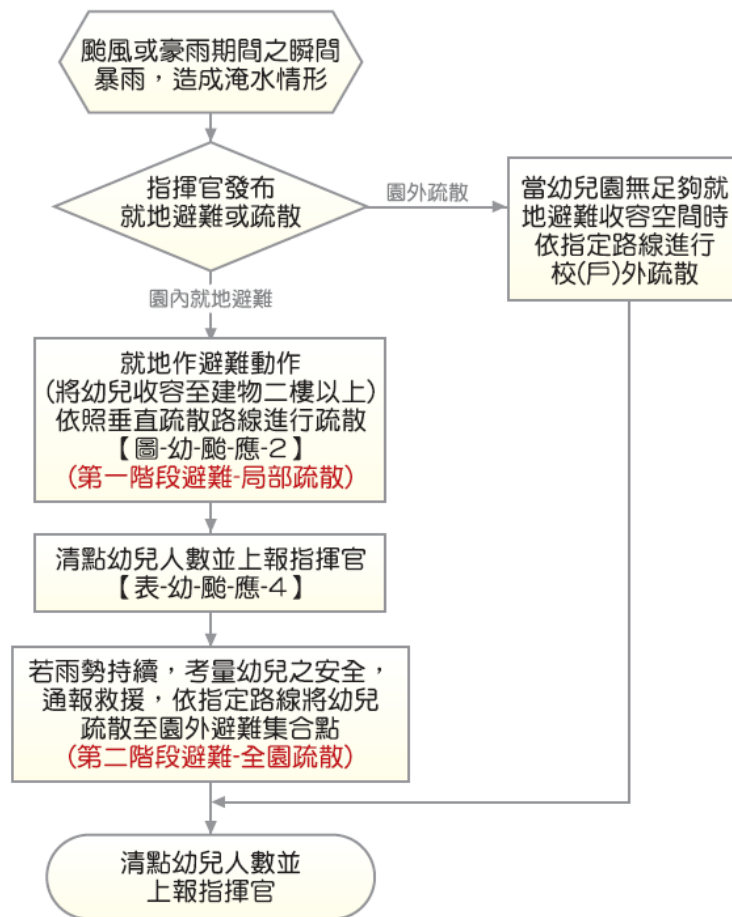 颱風或豪雨期間之瞬間
暴雨，造成淹水情形
指揮官發布
就地避難或疏散
園外疏散
當幼兒園無足夠就
地避難收容空間時
依指定路線進行
校(戶)外疏散
園內就地避難
就地作避難動作
(將幼兒收容至建物二樓以上)
依照垂直疏散路線進行疏散
【圖-幼-颱-應-2】
(第一階段避難-局部疏散)
清點幼兒人數並上報指揮官
【表-幼-颱-應-4】
若雨勢持續，考量幼兒之安全，
通報救援，依指定路線將幼兒
疏散至園外避難集合點
(第二階段避難-全園疏散)
清點幼兒人數並
上報指揮官